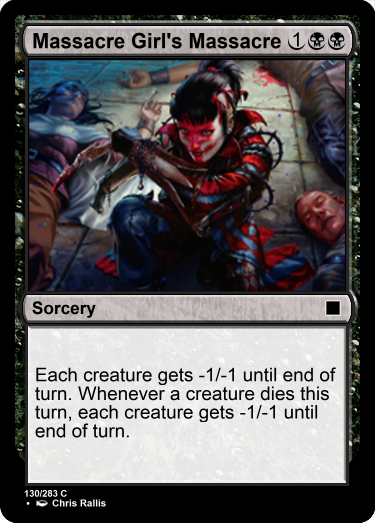 Massacre Girl's Massacre 1
Sorcery
Each creature gets -1/-1 until end of
turn. Whenever a creature dies this
turn, each creature gets -1/-1 until
end of turn.
130/283 C
• Chris Rallis